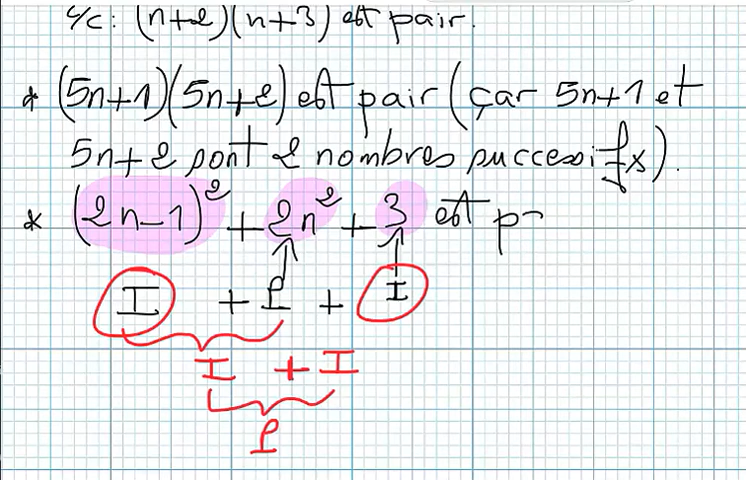 c/c: (n+2)(n+3) est pair.
* (5n+1)(5n+2) est pair (çar 5n+1 et
5n+2 sont 2 nombres successifs).
* (2n-1)² + 2n² + 3 est p
I + P + I
I + I
P